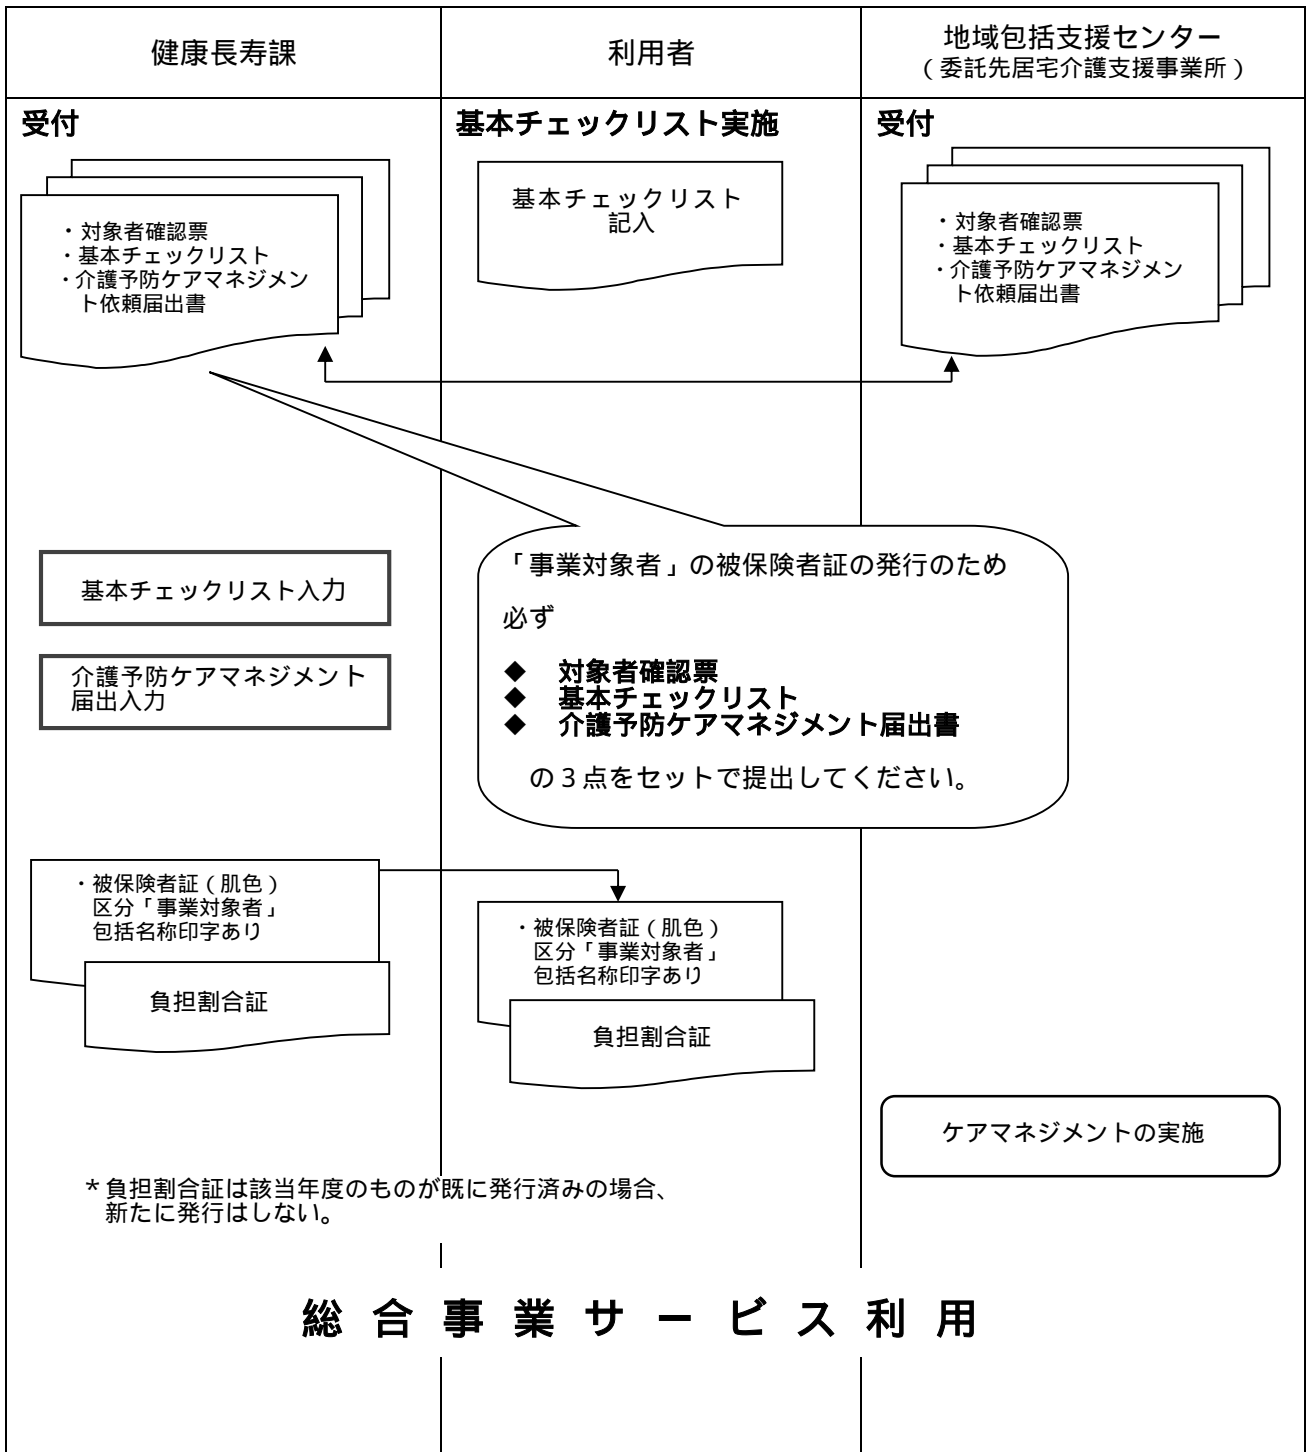 健康長寿課
利用者
地域包括支援センター
（委託先居宅介護支援事業所）
受付
・対象者確認票
・基本チェックリスト
・介護予防ケアマネジメン
ト依頼届出書
基本チェックリスト実施
基本チェックリスト
記入
受付
・対象者確認票
・基本チェックリスト
・介護予防ケアマネジメン
ト依頼届出書
基本チェックリスト入力
介護予防ケアマネジメント
届出入力
「事業対象者」の被保険者証の発行のため
必ず
◆ 対象者確認票
◆ 基本チェックリスト
◆ 介護予防ケアマネジメント届出書
の３点をセットで提出してください。
・被保険者証（肌色）
区分「事業対象者」
包括名称印字あり
負担割合証
・被保険者証（肌色）
区分「事業対象者」
包括名称印字あり
負担割合証
ケアマネジメントの実施
＊負担割合証は該当年度のものが既に発行済みの場合、
新たに発行はしない。
総合事業サービス利用